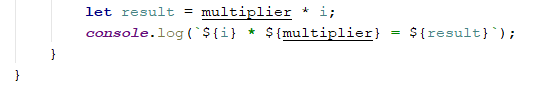 let result = multiplier * i;
console.log(`${i} * ${multiplier} = ${result}`);
}
}